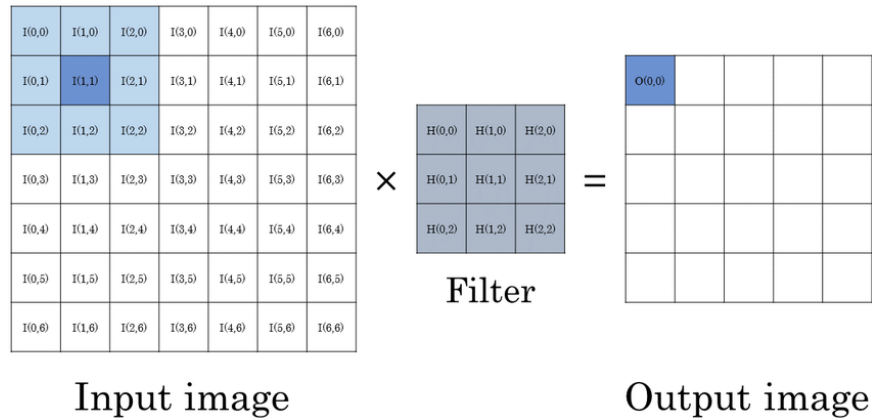 I(0,0) I(1,0) I(2,0) I(3,0) I(4,0) I(5,0) I(6,0)
I(0,1) I(1,1) I(2,1) I(3,1) I(4,1) I(5,1) I(6,1)
I(0,2) I(1,2) I(2,2) I(3,2) I(4,2) I(5,2) I(6,2)
I(0,3) I(1,3) I(2,3) I(3,3) I(4,3) I(5,3) I(6,3)
I(0,4) I(1,4) I(2,4) I(3,4) I(4,4) I(5,4) I(6,4)
I(0,5) I(1,5) I(2,5) I(3,5) I(4,5) I(5,5) I(6,5)
I(0,6) I(1,6) I(2,6) I(3,6) I(4,6) I(5,6) I(6,6)
Input image
×
H(0,0) H(1,0) H(2,0)
H(0,1) H(1,1) H(2,1)
H(0,2) H(1,2) H(2,2)
Filter
=
O(0,0)
Output image